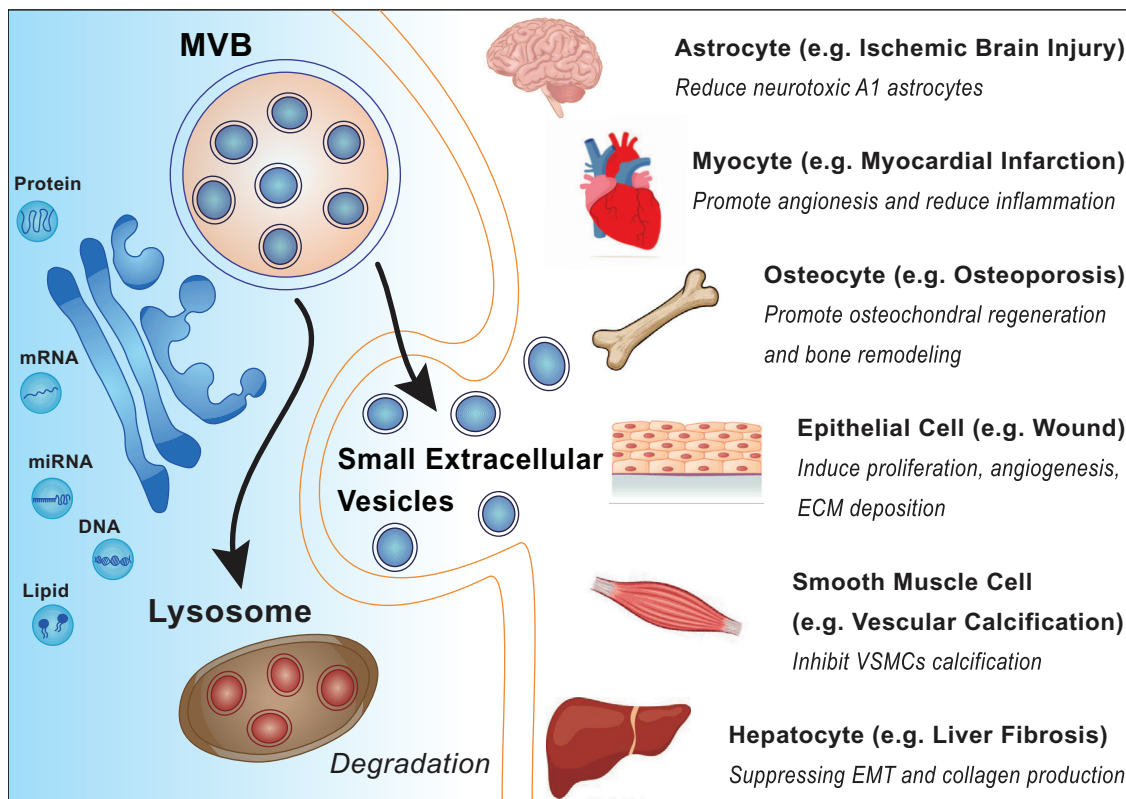 MVB
Protein
mRNA
miRNA
DNA
Lipid
Small Extracellular
Vesicles
Lysosome
Degradation
Astrocyte (e.g. Ischemic Brain Injury)
Reduce neurotoxic A1 astrocytes
Myocyte (e.g. Myocardial Infarction)
Promote angionesis and reduce inflammation
Osteocyte (e.g. Osteoporosis)
Promote osteochondral regeneration
and bone remodeling
Epithelial Cell (e.g. Wound)
Induce proliferation, angiogenesis,
ECM deposition
Smooth Muscle Cell
(e.g. Vescular Calcification)
Inhibit VSMCs calcification
Hepatocyte (e.g. Liver Fibrosis)
Suppressing EMT and collagen production